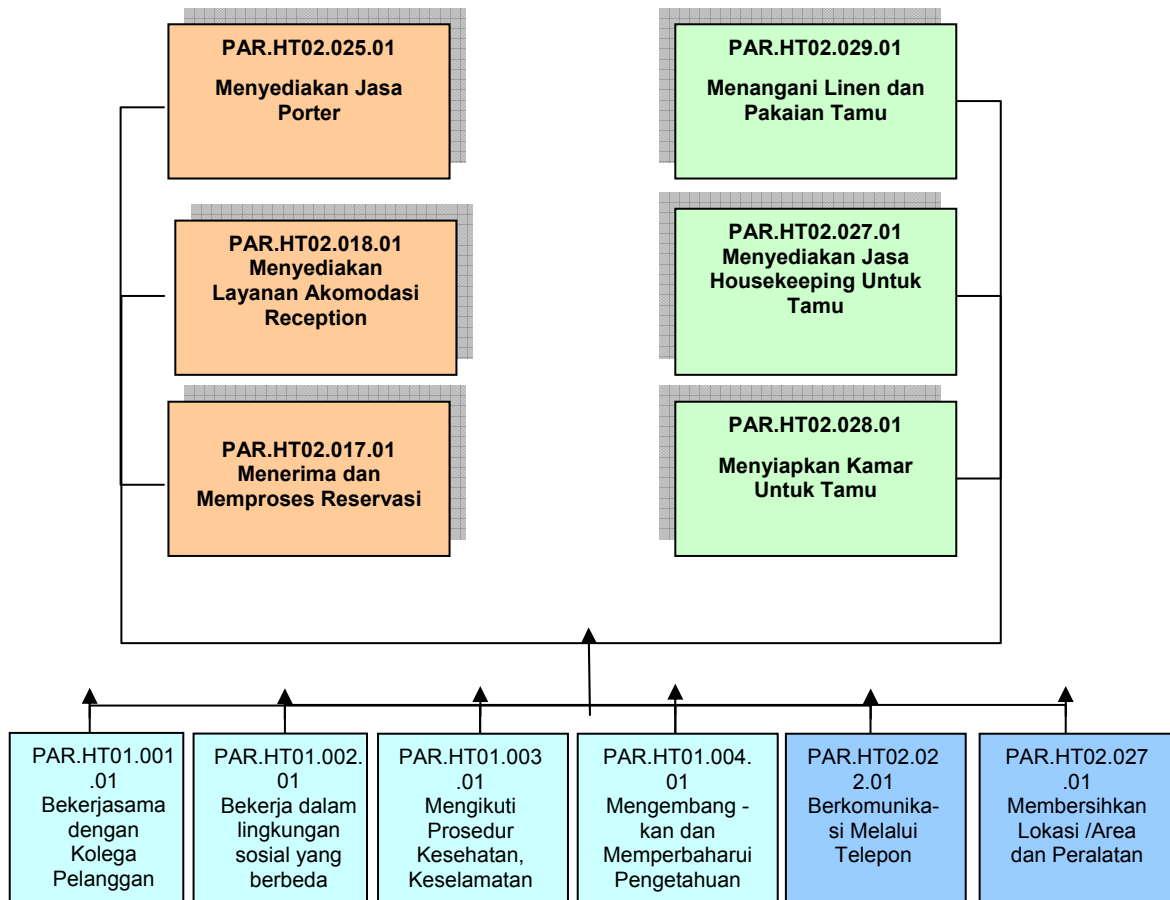 PAR.HT02.025.01
Menyediakan Jasa
Porter
PAR.HT02.029.01
Menangani Linen dan
Pakaian Tamu
PAR.HT02.018.01
Menyediakan
Layanan Akomodasi
Reception
PAR.HT02.027.01
Menyediakan Jasa
Housekeeping Untuk
Tamu
PAR.HT02.017.01
Menerima dan
Memproses Reservasi
PAR.HT02.028.01
Menyiapkan Kamar
Untuk Tamu
PAR.HT01.001
.01
Bekerjasama
dengan
Kolega
Pelanggan
PAR.HT01.002.
01
Bekerja dalam
lingkungan
sosial yang
berbeda
PAR.HT01.003
.01
Mengikuti
Prosedur
Kesehatan,
Keselamatan
PAR.HT01.004.
01
Mengembang -
kan dan
Memperbaharui
Pengetahuan
PAR.HT02.02
2.01
Berkomunika-
si Melalui
Telepon
PAR.HT02.027
.01
Membersihkan
Lokasi /Area
dan Peralatan